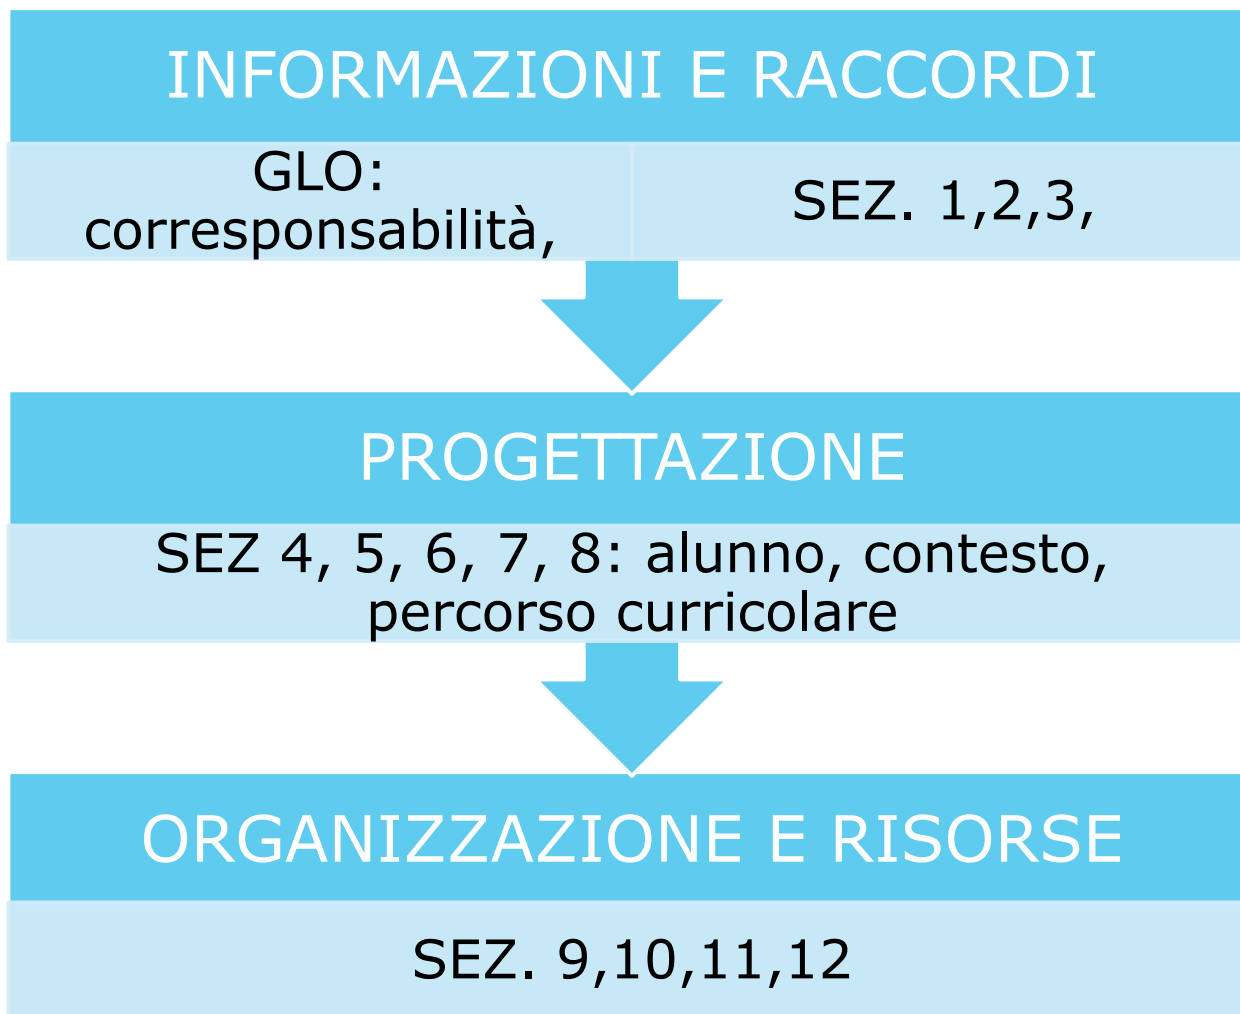 INFORMAZIONI E RACCORDI
GLO:
corresponsabilità,
SEZ. 1,2,3,
PROGETTAZIONE
SEZ 4, 5, 6, 7, 8: alunno, contesto,
percorso curricolare
ORGANIZZAZIONE E RISORSE
SEZ. 9,10,11,12